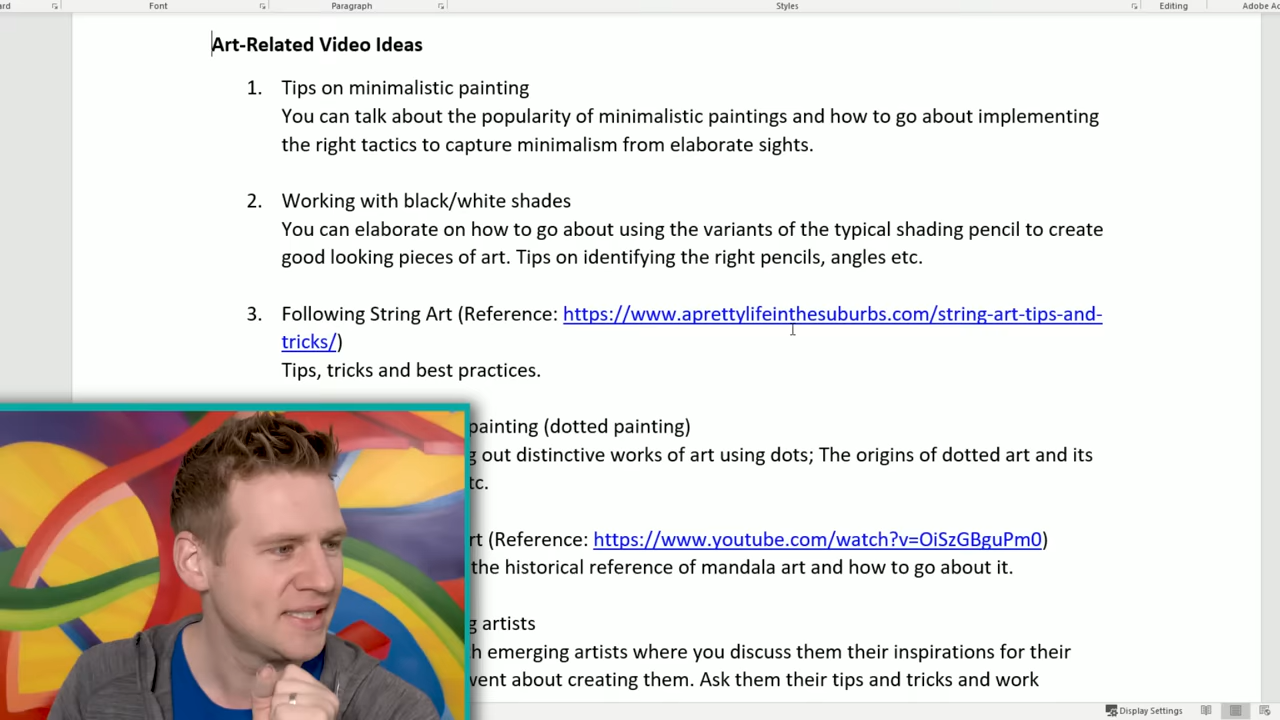 ard
Font
Paragraph
Styles
Editing
Adobe Ac
Art-Related Video Ideas
1. Tips on minimalistic painting
You can talk about the popularity of minimalistic paintings and how to go about implementing
the right tactics to capture minimalism from elaborate sights.
2. Working with black/white shades
You can elaborate on how to go about using the variants of the typical shading pencil to create
good looking pieces of art. Tips on identifying the right pencils, angles etc.
3. Following String Art (Reference: https://www.aprettylifeinthesuburbs.com/string-art-tips-and-
tricks/)
Tips, tricks and best practices.
painting (dotted painting)
g out distinctive works of art using dots; The origins of dotted art and its
tc.
rt (Reference: https://www.youtube.com/watch?v=OiSzGBguPm0)
the historical reference of mandala art and how to go about it.
g artists
h emerging artists where you discuss them their inspirations for their
vent about creating them. Ask them their tips and tricks and work
Display Settings